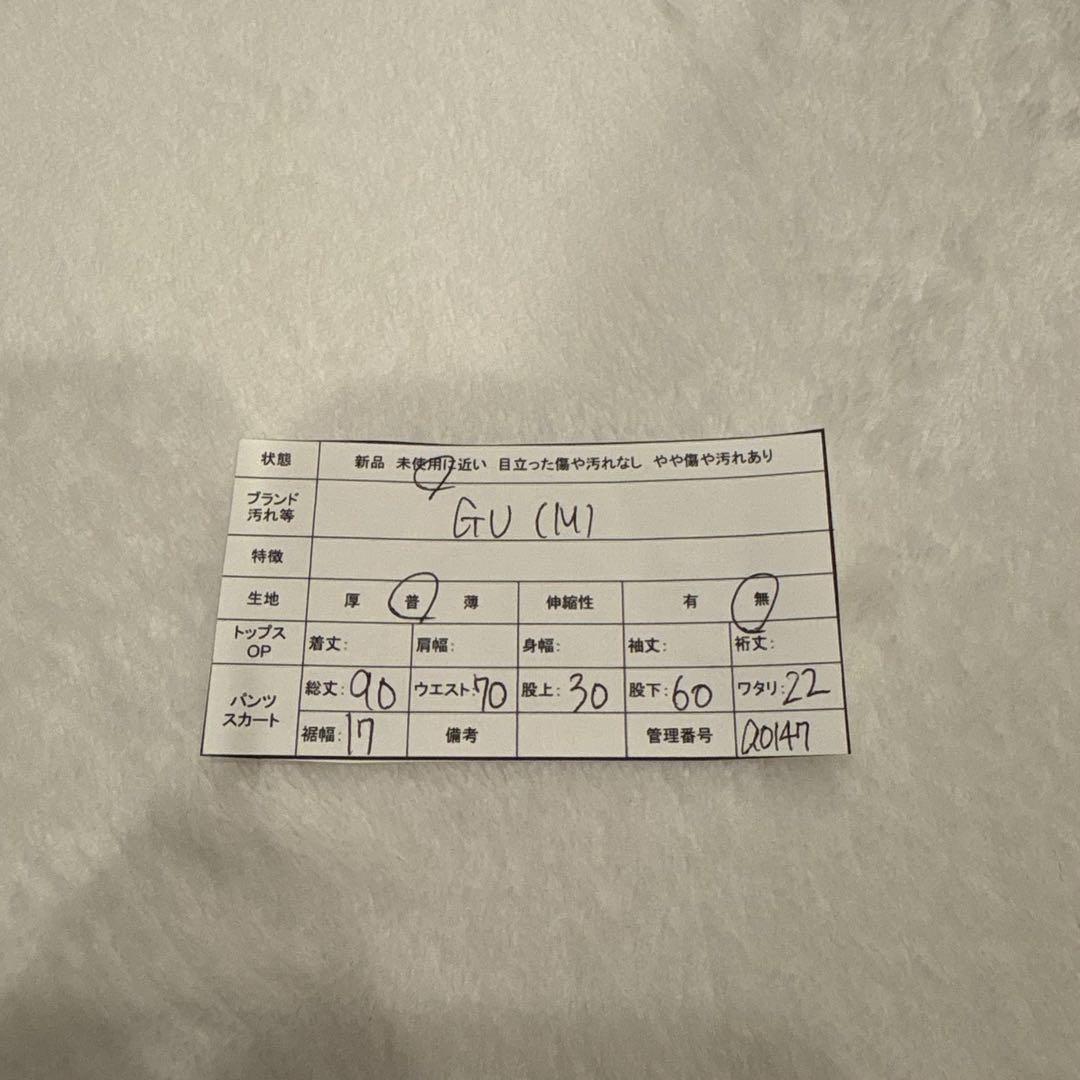 状態 新品 未使用に近い 目立った傷や汚れなし やや傷や汚れあり
ブランド
汚れ等 GU (M)
特徴
生地 厚 普 薄 伸縮性 有 無
トップス
OP 着丈: 肩幅: 身幅: 袖丈: 裄丈:
パンツ
スカート 総丈: 90 ウエスト: 70 股上: 30 股下: 60 ワタリ: 22
裾幅: 17 備考 管理番号 Q0147